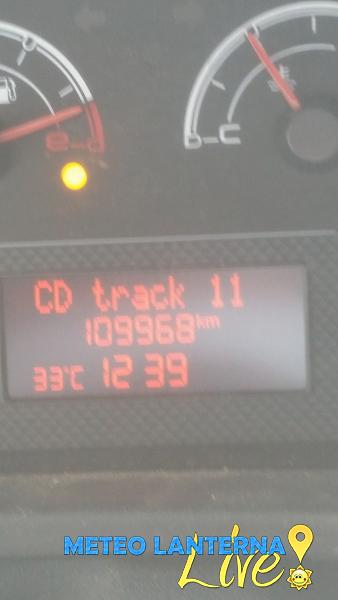 CD track 11
109968 km
33°C 12 39
METEO LANTERNA
Live!